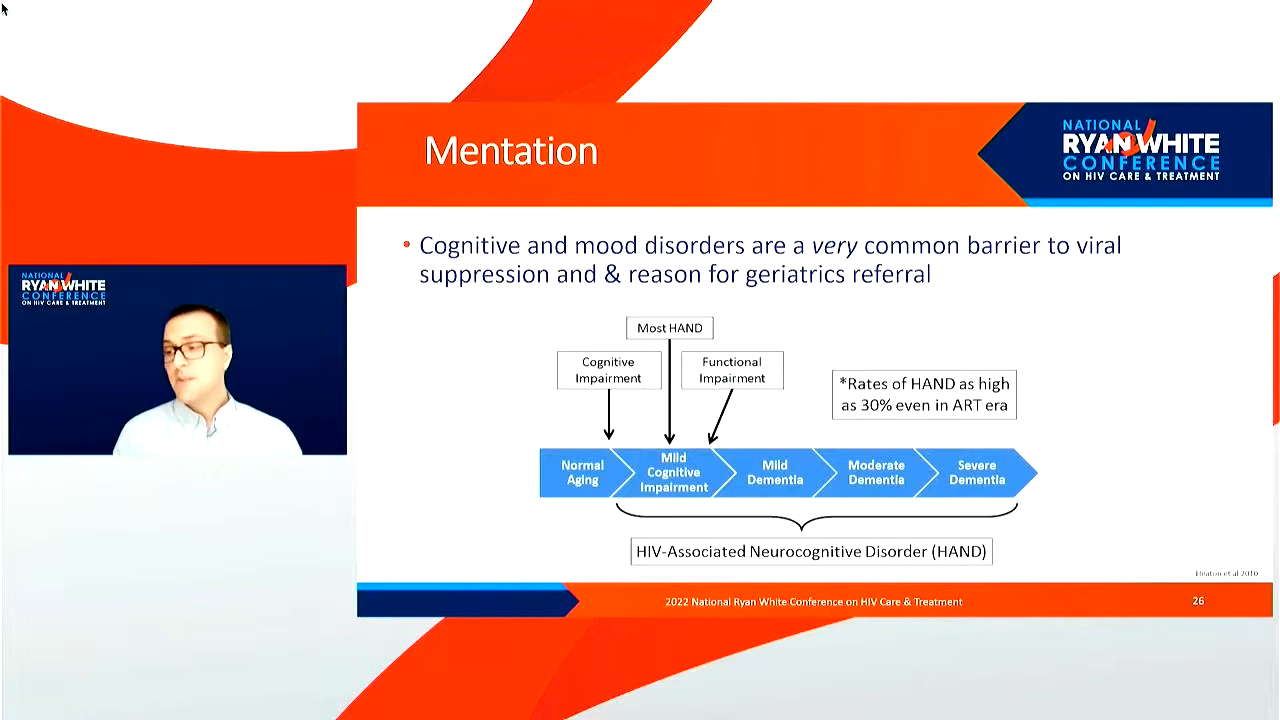 Mentation
NATIONAL
RYAN WHITE
CONFERENCE
ON HIV CARE & TREATMENT
• Cognitive and mood disorders are a very common barrier to viral
suppression and & reason for geriatrics referral
Most HAND
Cognitive
Impairment
Functional
Impairment
*Rates of HAND as high
as 30% even in ART era
Normal
Aging
Mild
Cognitive
Impairment
Mild
Dementia
Moderate
Dementia
Severe
Dementia
HIV-Associated Neurocognitive Disorder (HAND)
Heaton et al 2010
2022 National Ryan White Conference on HIV Care & Treatment
26
NATIONAL
RYAN WHITE
CONFERENCE
ON HIV CARE & TREATMENT